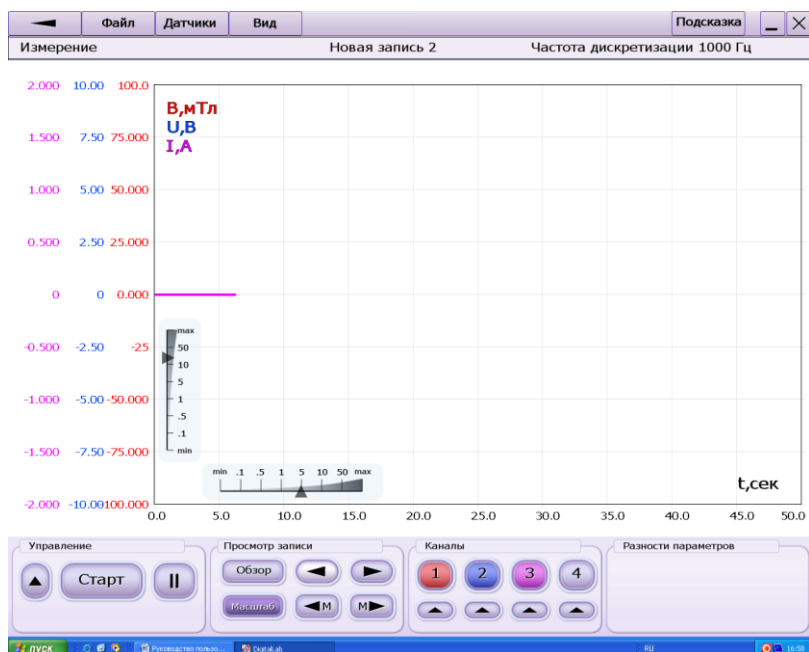 Файл Датчики Вид Подсказка
Измерение Новая запись 2 Частота дискретизации 1000 Гц
2.000 10.00 100.0
В,мТл
U,В
I,А
1.500 7.50 75.000
1.000 5.00 50.000
0.500 2.50 25.000
0 0 0.000
-0.500 -2.50 -25
-1.000 -5.00 -50.000
-1.500 -7.50 -75.000
-2.000 -10.00 -100.000
max
50
10
5
1
.5
.1
min
min .1 .5 1 5 10 50 max
t,сек
0.0 5.0 10.0 15.0 20.0 25.0 30.0 35.0 40.0 45.0 50.0
Управление Просмотр записи Каналы Разности параметров
Старт Обзор 1 2 3 4
Масштаб М М
пуск Руководство пользо... DigitalLab RU 16:58